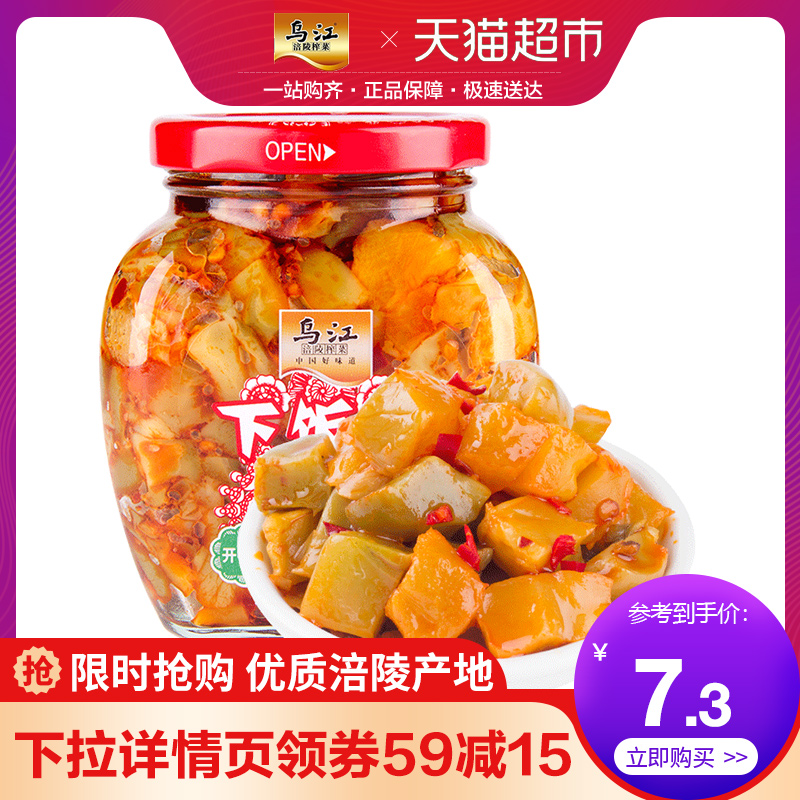 乌江
涪陵榨菜
× 天猫超市
一站购齐·正品保障·极速送达
OPEN
乌江
涪陵榨菜
中国好味道
下饭
开
参考到手价:
¥ 7.3
立即购买 >>
抢 限时抢购 优质涪陵产地
下拉详情页领券59减15